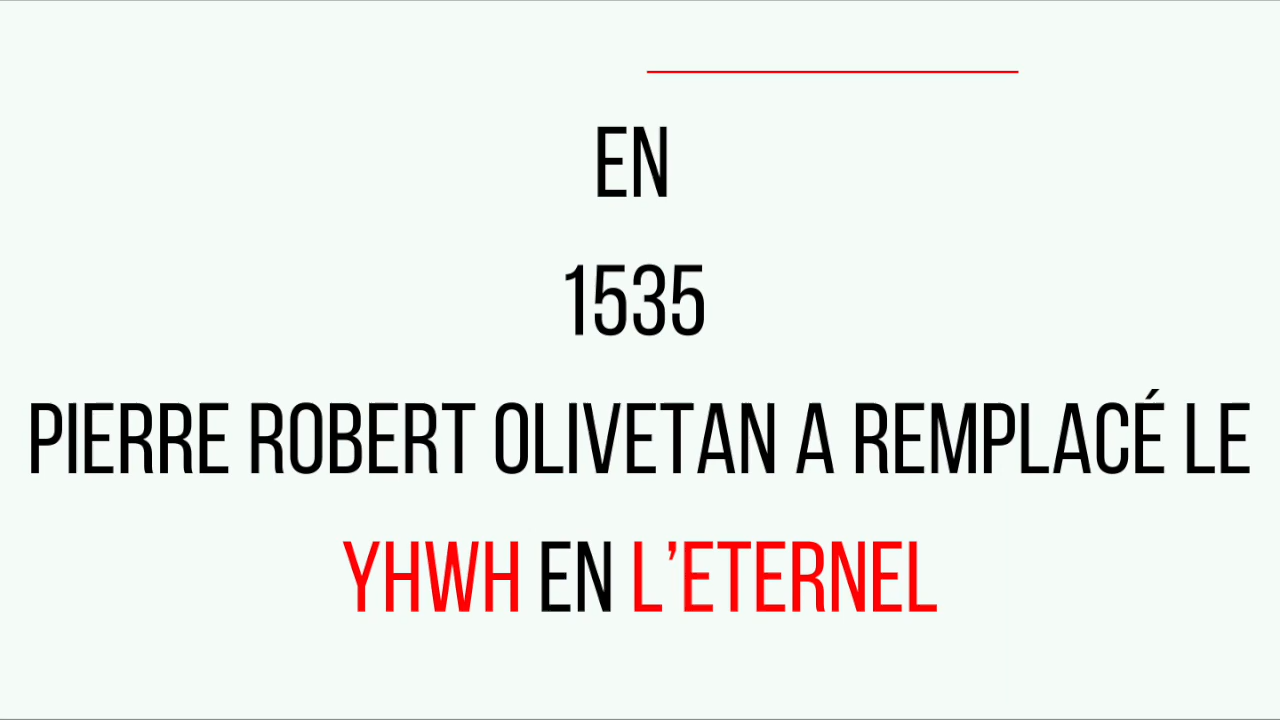 EN
1535
PIERRE ROBERT OLIVETAN A REMPLACÉ LE
YHWH EN L'ETERNEL